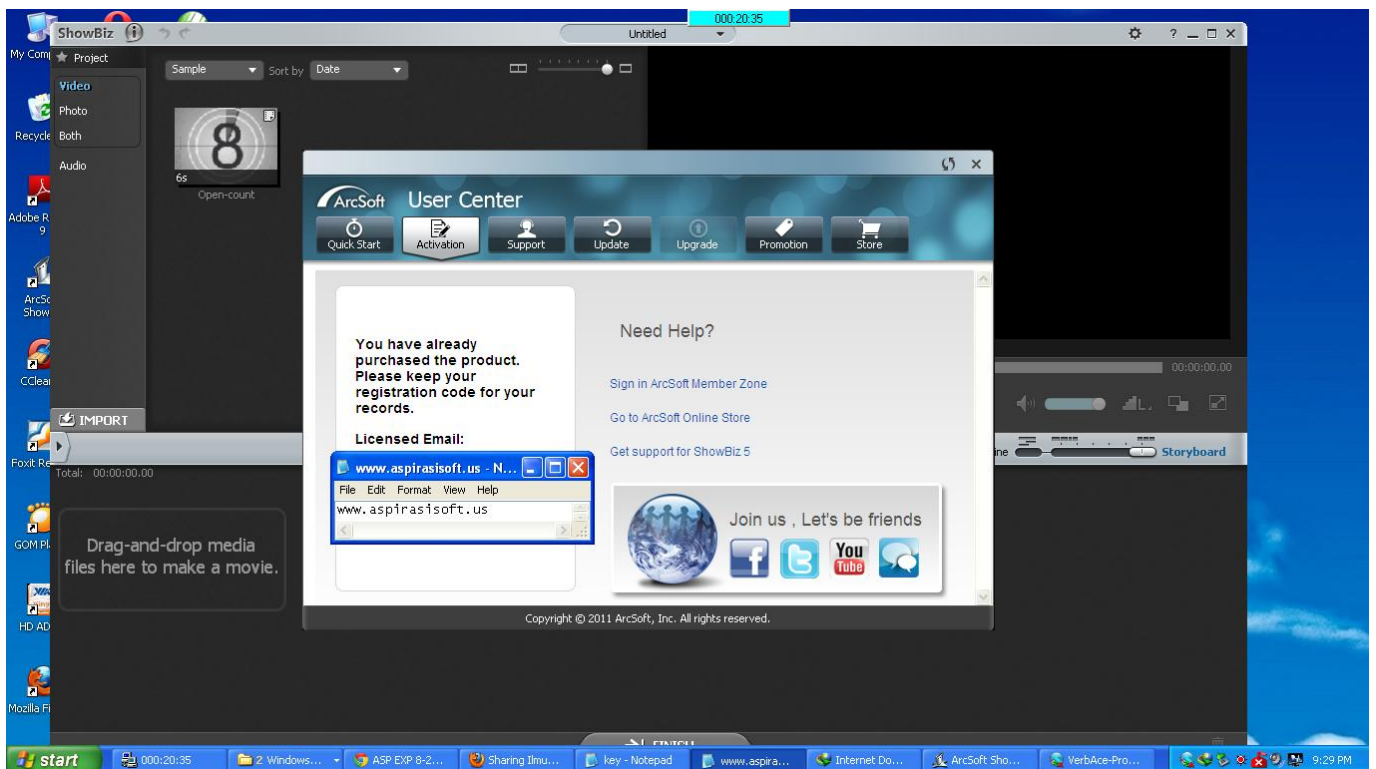 000:20:35
ShowBiz
Untitled
?
My Com
Project
Sample
Sort by
Date
Video
Photo
Recycle
Both
Audio
8
6s
Open-count
Adobe R
9
ArcSoft
User Center
Quick Start
Activation
Support
Update
Upgrade
Promotion
Store
ArcSo
Show
You have already
purchased the product.
Please keep your
registration code for your
records.
Licensed Email:
Need Help?
Sign in ArcSoft Member Zone
Go to ArcSoft Online Store
Get support for ShowBiz 5
00:00:00.00
CClea
IMPORT
ine
Storyboard
Foxit Re
Total: 00:00:00.00
www.aspirasisoft.us - N...
File Edit Format View Help
www.aspirasisoft.us
Join us , Let's be friends
You
Tube
GOM Pl
Drag-and-drop media
files here to make a movie.
HD AD
Copyright © 2011 ArcSoft, Inc. All rights reserved.
Mozilla Fi
FINISH
start
000:20:35
2 Windows...
ASP EXP 8-2...
Sharing Ilmu...
key - Notepad
www.aspira...
Internet Do...
ArcSoft Sho...
VerbAce-Pro...
9:29 PM